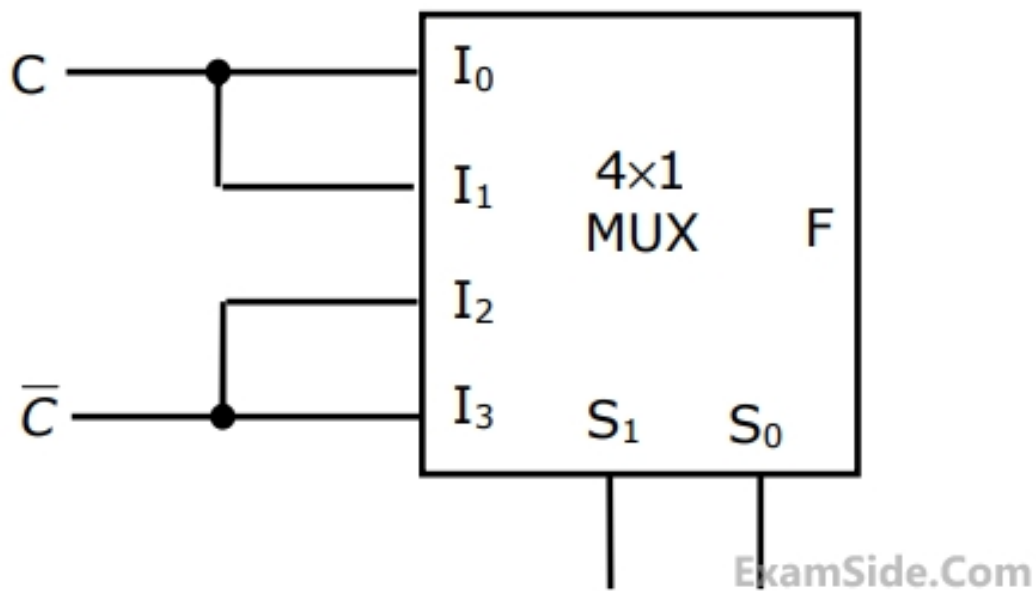 C
I₀
I₁
4×1
MUX
F
I₂
C̅
I₃
S₁
S₀
ExamSide.Com